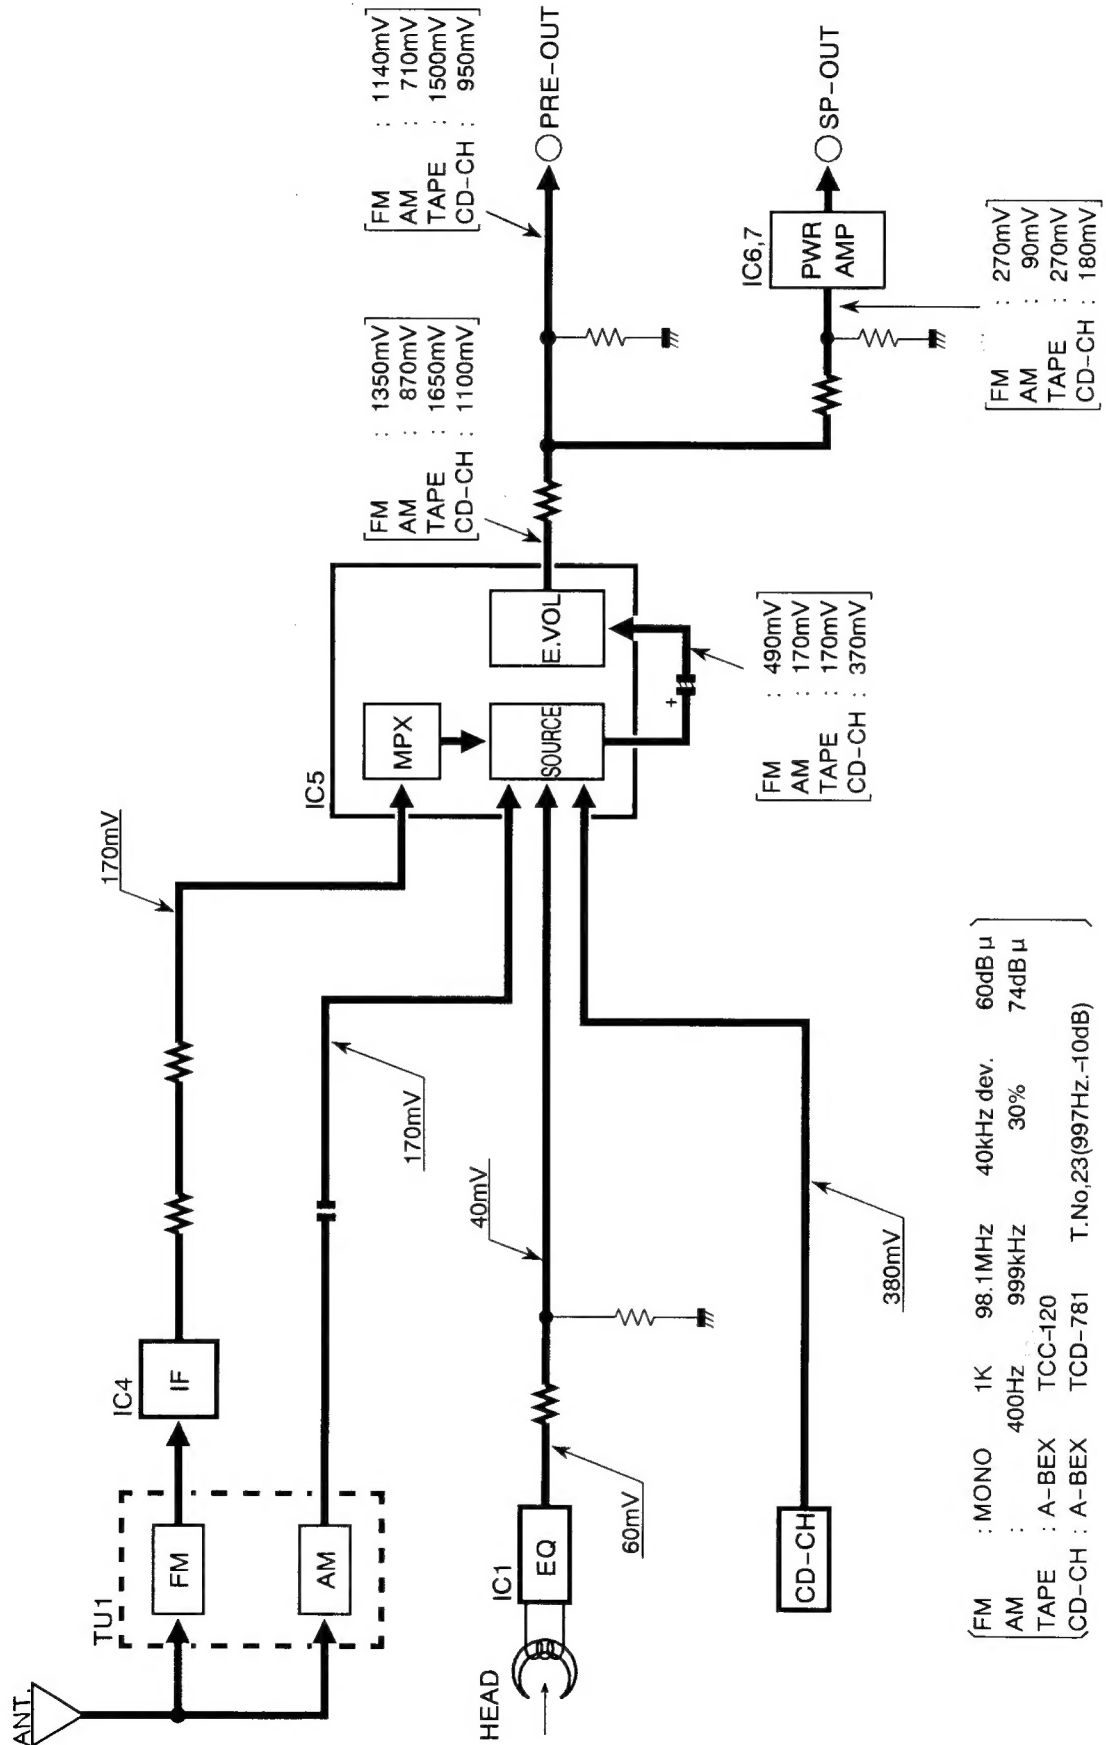 ANT.
TU1
FM
AM
IC4
IF
170mV
170mV
HEAD
IC1
EQ
60mV
40mV
CD-CH
380mV
IC5
MPX
SOURCE
E.VOL
+
FM : 490mV
AM : 170mV
TAPE : 170mV
CD-CH : 370mV
FM : 1350mV
AM : 870mV
TAPE : 1650mV
CD-CH : 1100mV
FM : 1140mV
AM : 710mV
TAPE : 1500mV
CD-CH : 950mV
PRE-OUT
IC6,7
PWR
AMP
SP-OUT
FM : 270mV
AM : 90mV
TAPE : 270mV
CD-CH : 180mV
FM : MONO 1K 98.1MHz 40kHz dev. 60dBμ
AM : 400Hz 999kHz 30% 74dBμ
TAPE : A-BEX TCC-120
CD-CH : A-BEX TCD-781 T.No,23(997Hz.-10dB)